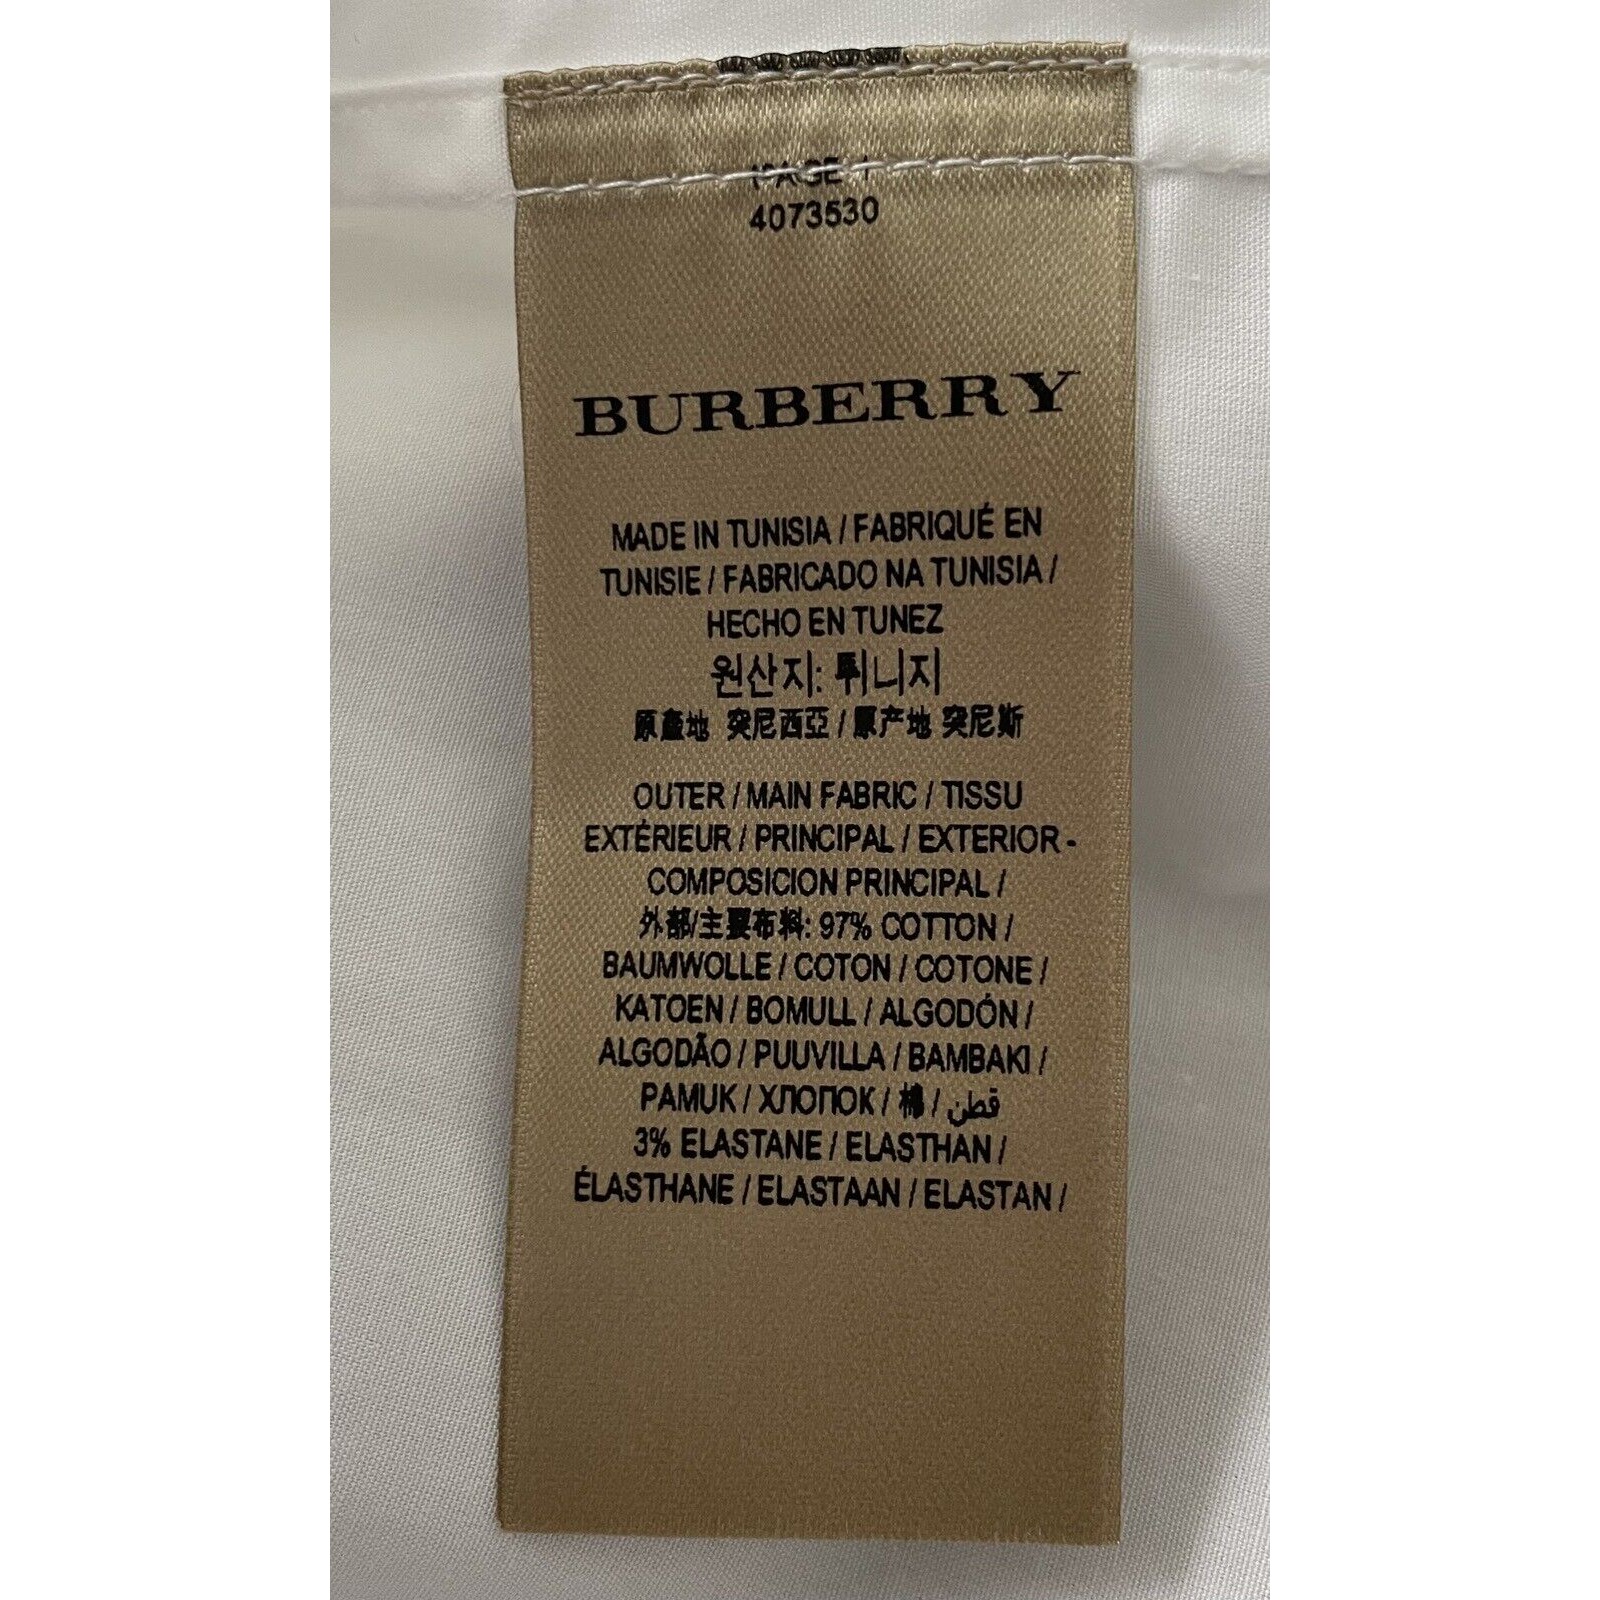 PAGE 1
4073530
BURBERRY
MADE IN TUNISIA / FABRIQUÉ EN
TUNISIE / FABRICADO NA TUNISIA /
HECHO EN TUNEZ
원산지: 튀니지
原產地 突尼西亞 / 原产地 突尼斯
OUTER / MAIN FABRIC / TISSU
EXTÉRIEUR / PRINCIPAL / EXTERIOR -
COMPOSICION PRINCIPAL /
外部/主要布料: 97% COTTON /
BAUMWOLLE / COTON / COTONE /
KATOEN / BOMULL / ALGODÓN /
ALGODÃO / PUUVILLA / BAMBAKI /
PAMUK / ХЛОПОК / 棉 / قطن
3% ELASTANE / ELASTHAN /
ÉLASTHANE / ELASTAAN / ELASTAN /